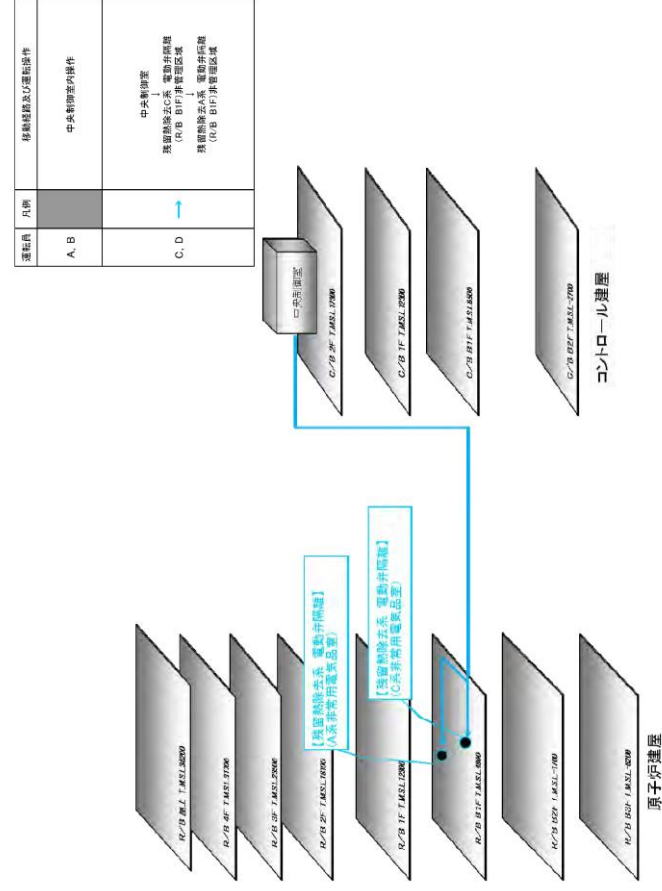 運転員 凡例 移動経路及び運転操作
A, B 中央制御室内操作
C, D → 中央制御室
↓
残留熱除去C系 電動弁隔離
(R/B B1F)非管理区域
↓
残留熱除去A系 電動弁隔離
(R/B B1F)非管理区域
中央制御室
C/B 2F T.M.S.L.17300
C/B 1F T.M.S.L.12300
C/B B1F T.M.S.L.6500
C/B B2F T.M.S.L.-2700
コントロール建屋
【残留熱除去系 電動弁隔離】
(A系非常用電気品室)
【残留熱除去系 電動弁隔離】
(C系非常用電気品室)
R/B 4F T.M.S.L.31700
R/B 3F T.M.S.L.23500
R/B 2F T.M.S.L.18100
R/B 1F T.M.S.L.12300
R/B B1F T.M.S.L.4800
R/B B2F T.M.S.L.-1700
R/B B3F T.M.S.L.-8200
原子炉建屋